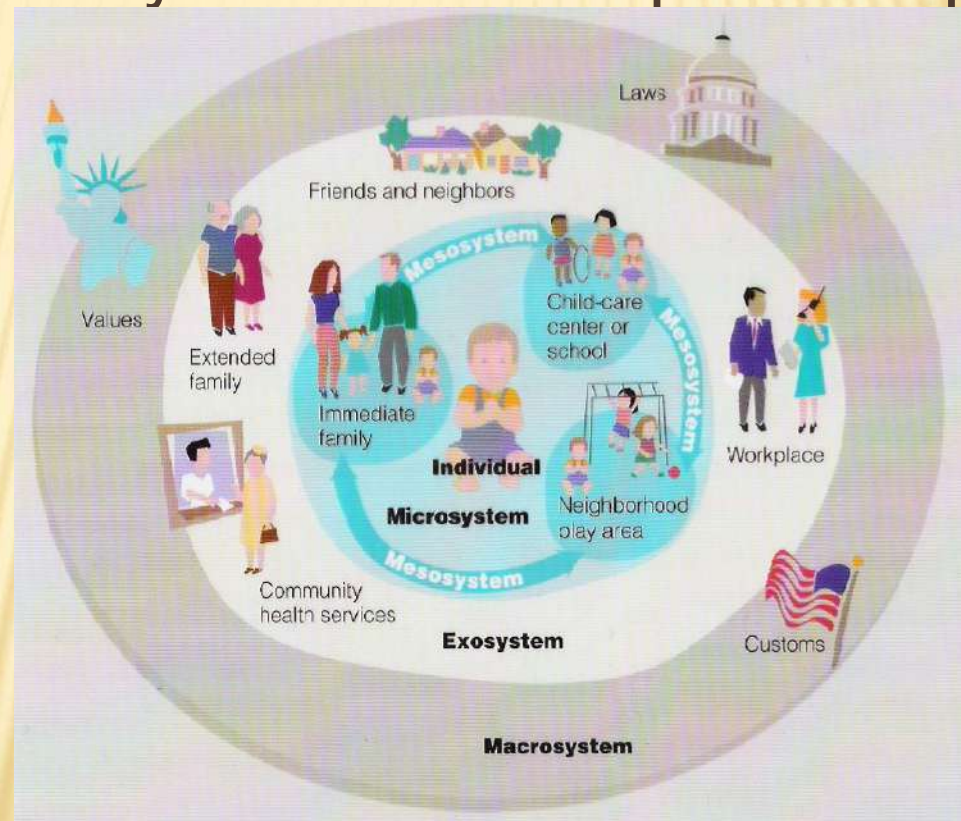 Laws
Friends and neighbors
Mesosystem
Values
Extended
family
Child-care
center or
school
Mesosystem
Immediate
family
Workplace
Individual
Neighborhood
play area
Microsystem
Mesosystem
Community
health services
Exosystem
Customs
Macrosystem